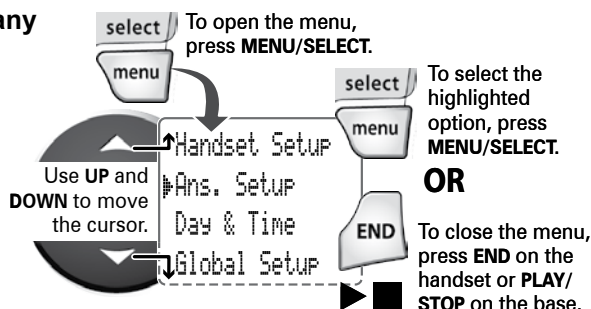 any
select
menu
To open the menu,
press MENU/SELECT.
Handset Setup
Ans. Setup
Day & Time
Global Setup
Use UP and
DOWN to move
the cursor.
select
menu
To select the
highlighted
option, press
MENU/SELECT.
OR
END
To close the menu,
press END on the
handset or PLAY/
STOP on the base.